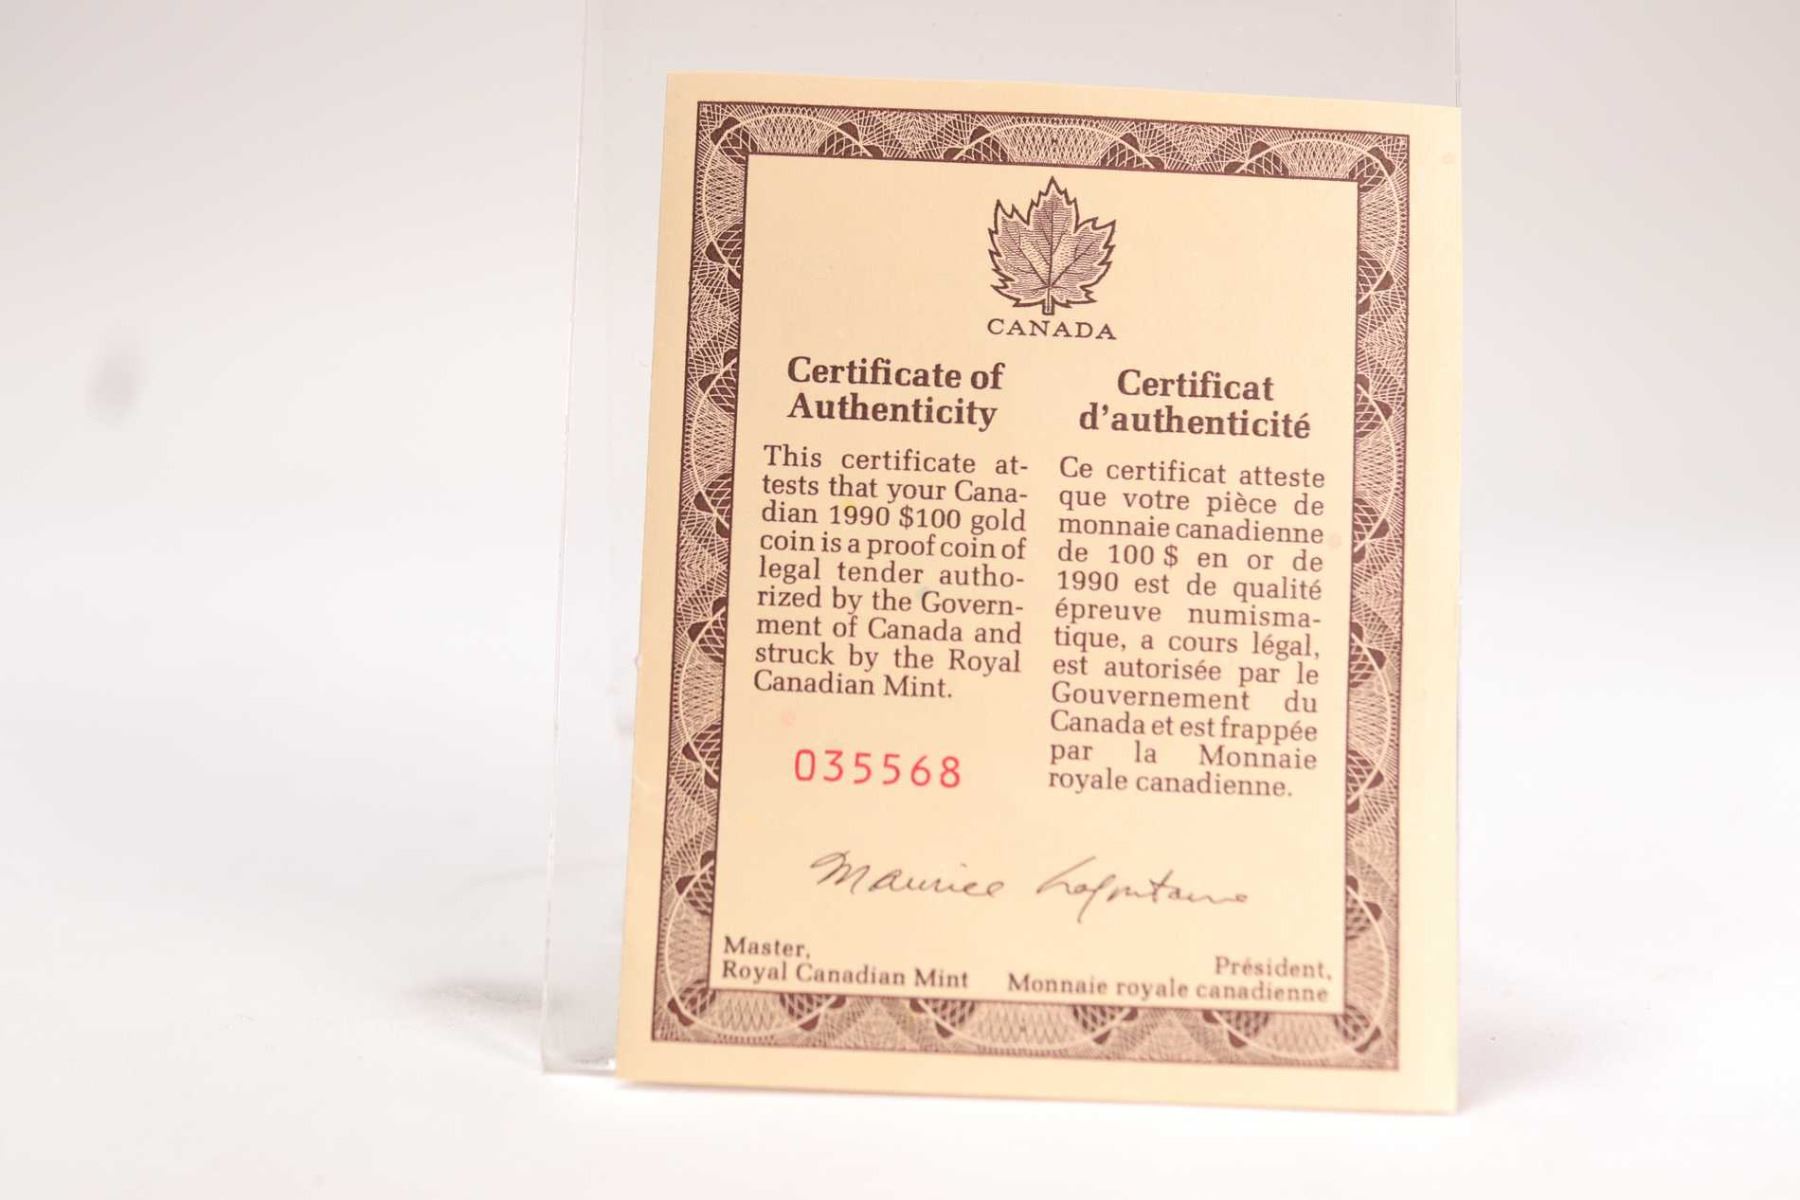 CANADA
Certificate of
Authenticity
This certificate at-
tests that your Cana-
dian 1990 $100 gold
coin is a proof coin of
legal tender autho-
rized by the Govern-
ment of Canada and
struck by the Royal
Canadian Mint.
035568
Certificat
d'authenticité
Ce certificat atteste
que votre pièce de
monnaie canadienne
de 100 $ en or de
1990 est de qualité
épreuve numisma-
tique, a cours légal,
est autorisée par le
Gouvernement du
Canada et est frappée
par la Monnaie
royale canadienne.
Maurice Lafontaine
Master,
Royal Canadian Mint
Président,
Monnaie royale canadienne